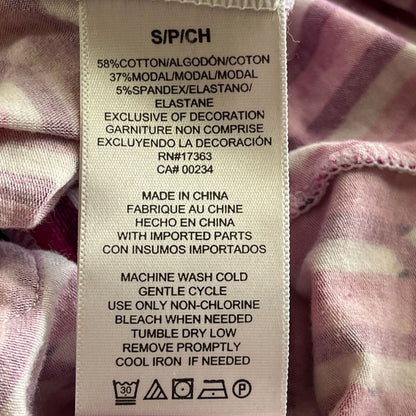 S/P/CH
58%COTTON/ALGODÓN/COTON
37%MODAL/MODAL/MODAL
5%SPANDEX/ELASTANO/
ELASTANE
EXCLUSIVE OF DECORATION
GARNITURE NON COMPRISE
EXCLUYENDO LA DECORACIÓN
RN#17363
CA# 00234
MADE IN CHINA
FABRIQUE AU CHINE
HECHO EN CHINA
WITH IMPORTED PARTS
CON INSUMOS IMPORTADOS
MACHINE WASH COLD
GENTLE CYCLE
USE ONLY NON-CHLORINE
BLEACH WHEN NEEDED
TUMBLE DRY LOW
REMOVE PROMPTLY
COOL IRON IF NEEDED
30